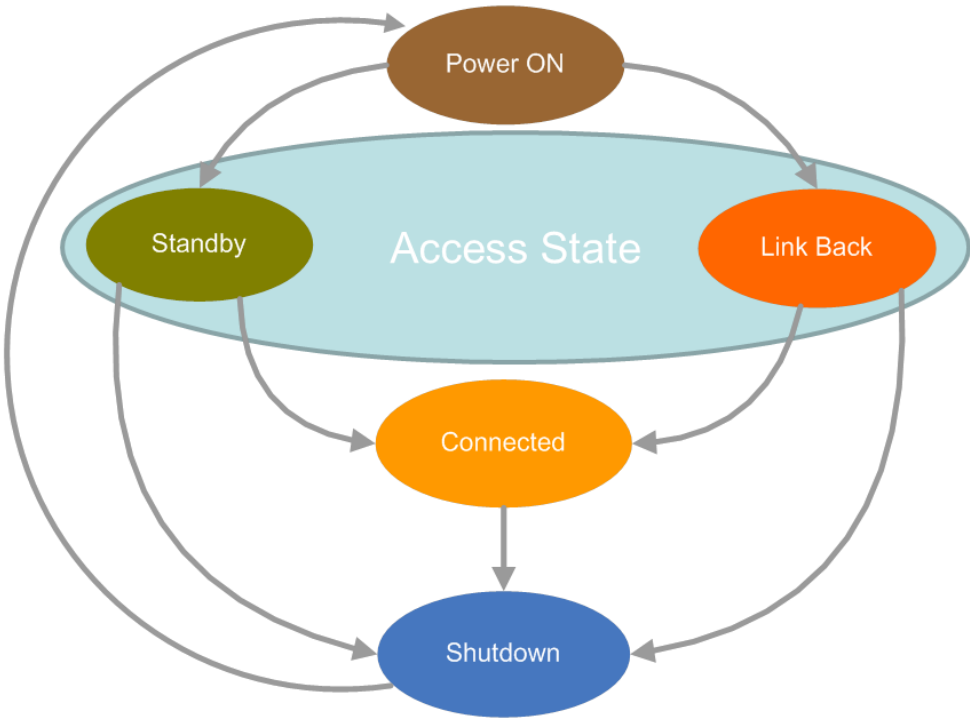 Power ON
Standby
Access State
Link Back
Connected
Shutdown